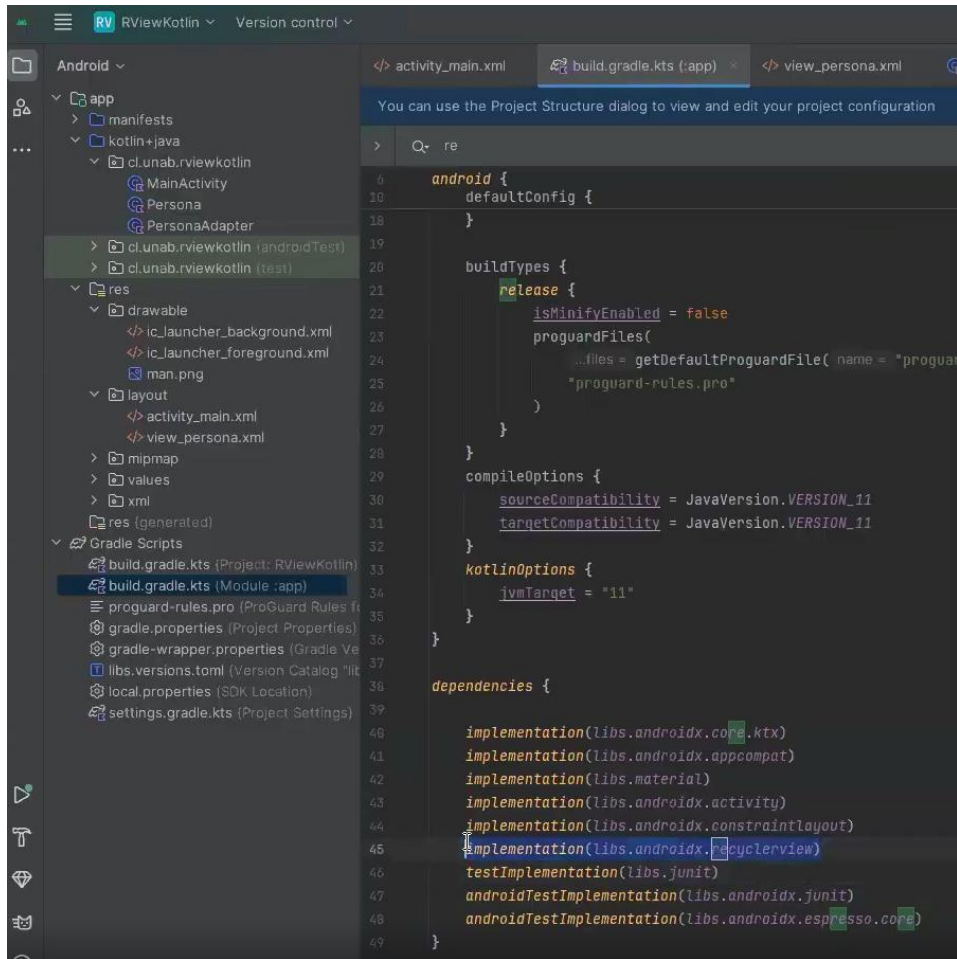 RV RViewKotlin Version control
Android
app
manifests
kotlin+java
cl.unab.rviewkotlin
MainActivity
Persona
PersonaAdapter
cl.unab.rviewkotlin (androidTest)
cl.unab.rviewkotlin (test)
res
drawable
ic_launcher_background.xml
ic_launcher_foreground.xml
man.png
layout
activity_main.xml
view_persona.xml
mipmap
values
xml
res (generated)
Gradle Scripts
build.gradle.kts (Project: RViewKotlin)
build.gradle.kts (Module :app)
proguard-rules.pro (ProGuard Rules f
gradle.properties (Project Properties)
gradle-wrapper.properties (Gradle Ve
libs.versions.toml (Version Catalog "lib
local.properties (SDK Location)
settings.gradle.kts (Project Settings)
activity_main.xml build.gradle.kts (:app) view_persona.xml
You can use the Project Structure dialog to view and edit your project configuration
re
6 android {
10 defaultConfig {
18 }
19
20 buildTypes {
21 release {
22 isMinifyEnabled = false
23 proguardFiles(
24 ...files = getDefaultProguardFile( name = "proguar
25 "proguard-rules.pro"
26 )
27 }
28 }
29 compileOptions {
30 sourceCompatibility = JavaVersion.VERSION_11
31 targetCompatibility = JavaVersion.VERSION_11
32 }
33 kotlinOptions {
34 jvmTarget = "11"
35 }
36 }
37
38 dependencies {
39
40 implementation(libs.androidx.core.ktx)
41 implementation(libs.androidx.appcompat)
42 implementation(libs.material)
43 implementation(libs.androidx.activity)
44 implementation(libs.androidx.constraintlayout)
45 implementation(libs.androidx.recyclerview)
46 testImplementation(libs.junit)
47 androidTestImplementation(libs.androidx.junit)
48 androidTestImplementation(libs.androidx.espresso.core)
49 }